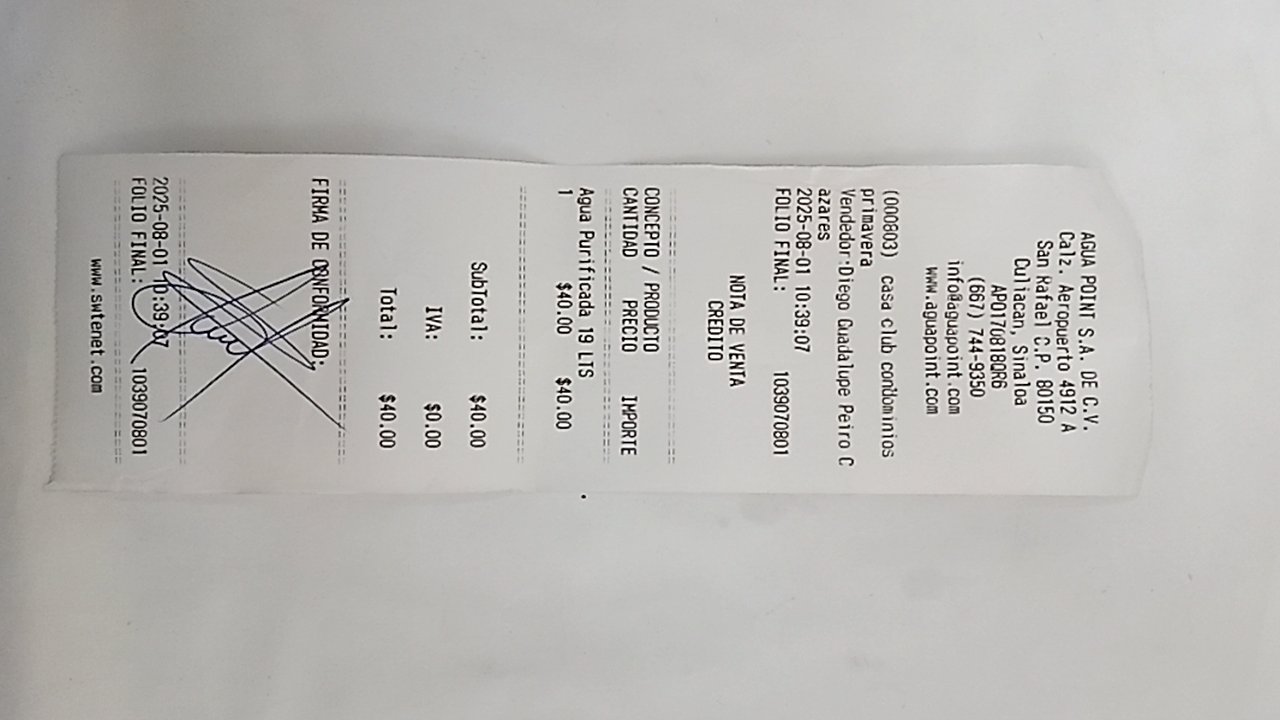 AGUA POINT S.A. DE C.V.
Calz. Aeropuerto 4912 A
San Rafael C.P. 80150
Culiacan, Sinaloa
APO170818QR6
(667) 744-9350
info@aguapoint.com
www.aguapoint.com
(000803) casa club condominios
primavera
Vendedor:Diego Guadalupe Peiro C
azares
2025-08-01 10:39:07
FOLIO FINAL: 1039070801
NOTA DE VENTA
CREDITO
CONCEPTO / PRODUCTO
CANTIDAD PRECIO IMPORTE
Agua Purificada 19 LTS
1 $40.00 $40.00
SubTotal: $40.00
IVA: $0.00
Total: $40.00
FIRMA DE CONFORMIDAD:
2025-08-01 10:39:07
FOLIO FINAL: 1039070801
www.swtenet.com